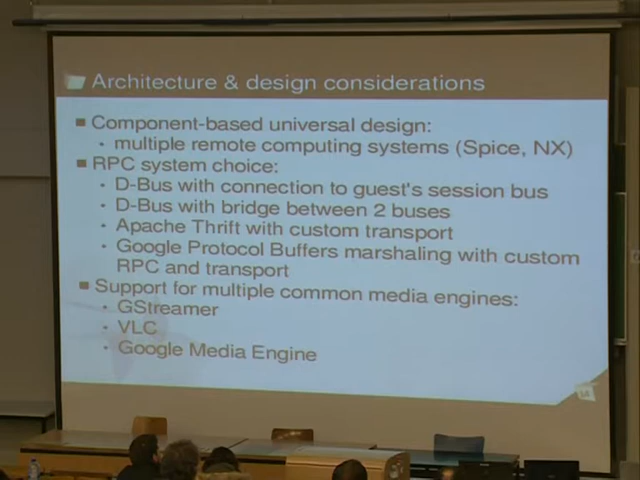 Architecture & design considerations
Component-based universal design:
multiple remote computing systems (Spice, NX)
RPC system choice:
D-Bus with connection to guest's session bus
D-Bus with bridge between 2 buses
Apache Thrift with custom transport
Google Protocol Buffers marshaling with custom
RPC and transport
Support for multiple common media engines:
GStreamer
VLC
Google Media Engine